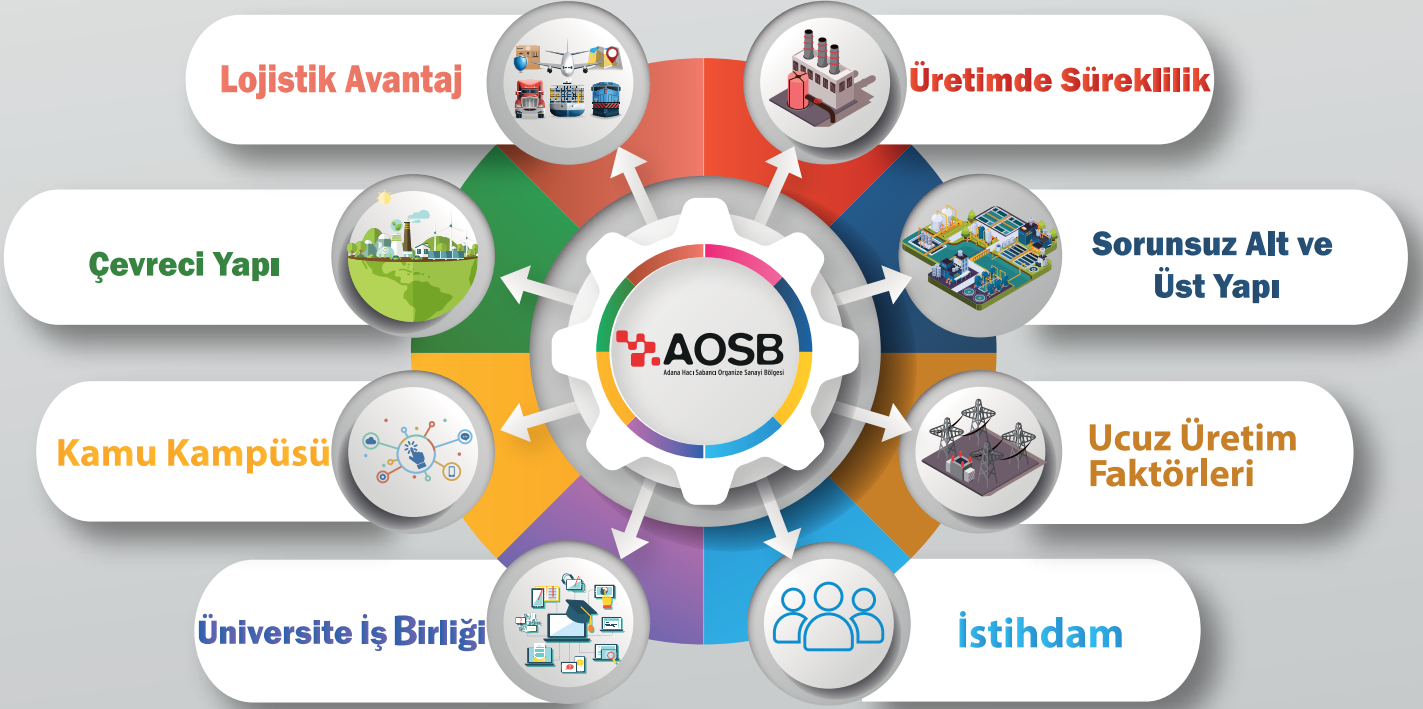 Lojistik Avantaj
Üretimde Süreklilik
Çevreci Yapı
Sorunsuz Alt ve
Üst Yapı
AOSB
Adana Hacı Sabancı Organize Sanayi Bölgesi
Kamu Kampüsü
Ucuz Üretim
Faktörleri
Üniversite İş Birliği
İstihdam